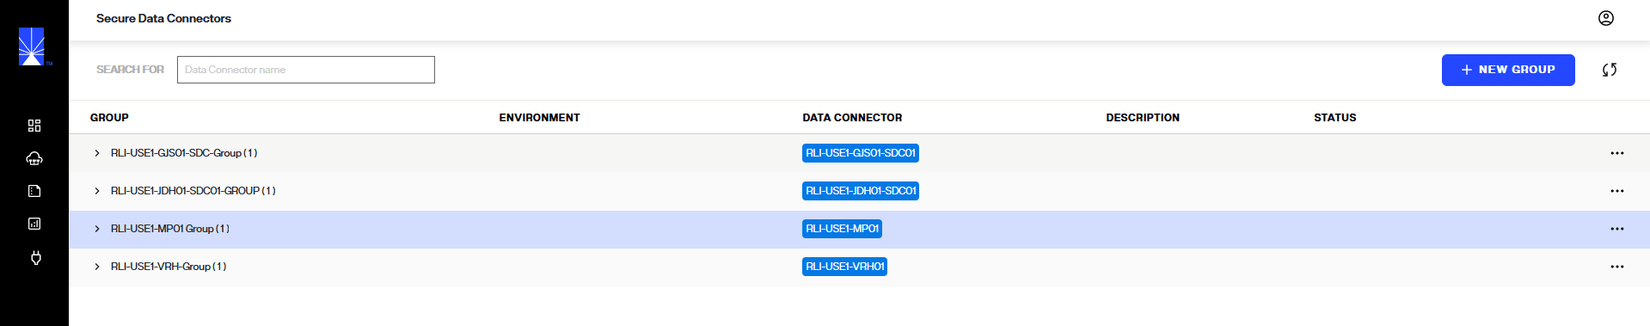 Secure Data Connectors
TM
SEARCH FOR Data Connector name + NEW GROUP
GROUP ENVIRONMENT DATA CONNECTOR DESCRIPTION STATUS
RLI-USE1-GJS01-SDC-Group (1) RLI-USE1-GJS01-SDC01
RLI-USE1-JDH01-SDC01-GROUP (1) RLI-USE1-JDH01-SDC01
RLI-USE1-MP01 Group (1) RLI-USE1-MP01
RLI-USE1-VRH-Group (1) RLI-USE1-VRH01